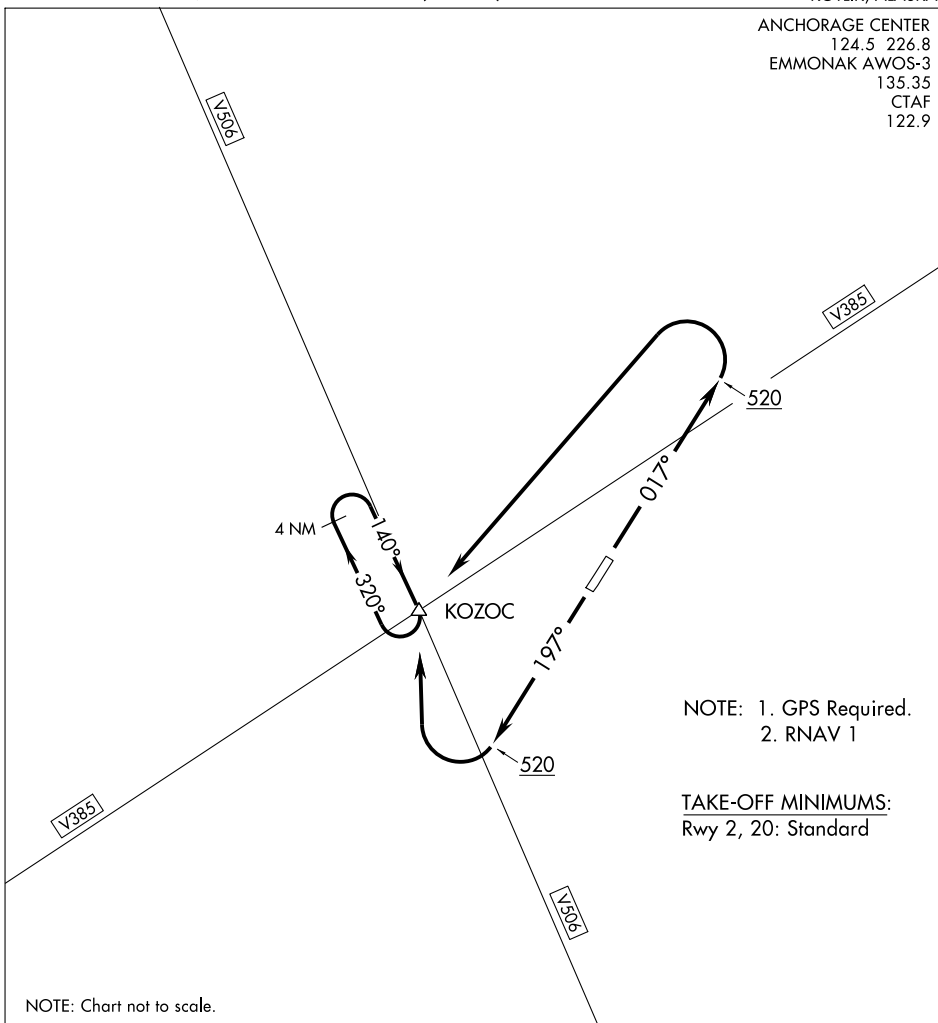 ANCHORAGE CENTER
124.5 226.8
EMMONAK AWOS-3
135.35
CTAF
122.9
V506
V385
520
017°
4 NM
140°
320°
KOZOC
197°
NOTE: 1. GPS Required.
2. RNAV 1
520
TAKE-OFF MINIMUMS:
Rwy 2, 20: Standard
V385
V506
NOTE: Chart not to scale.